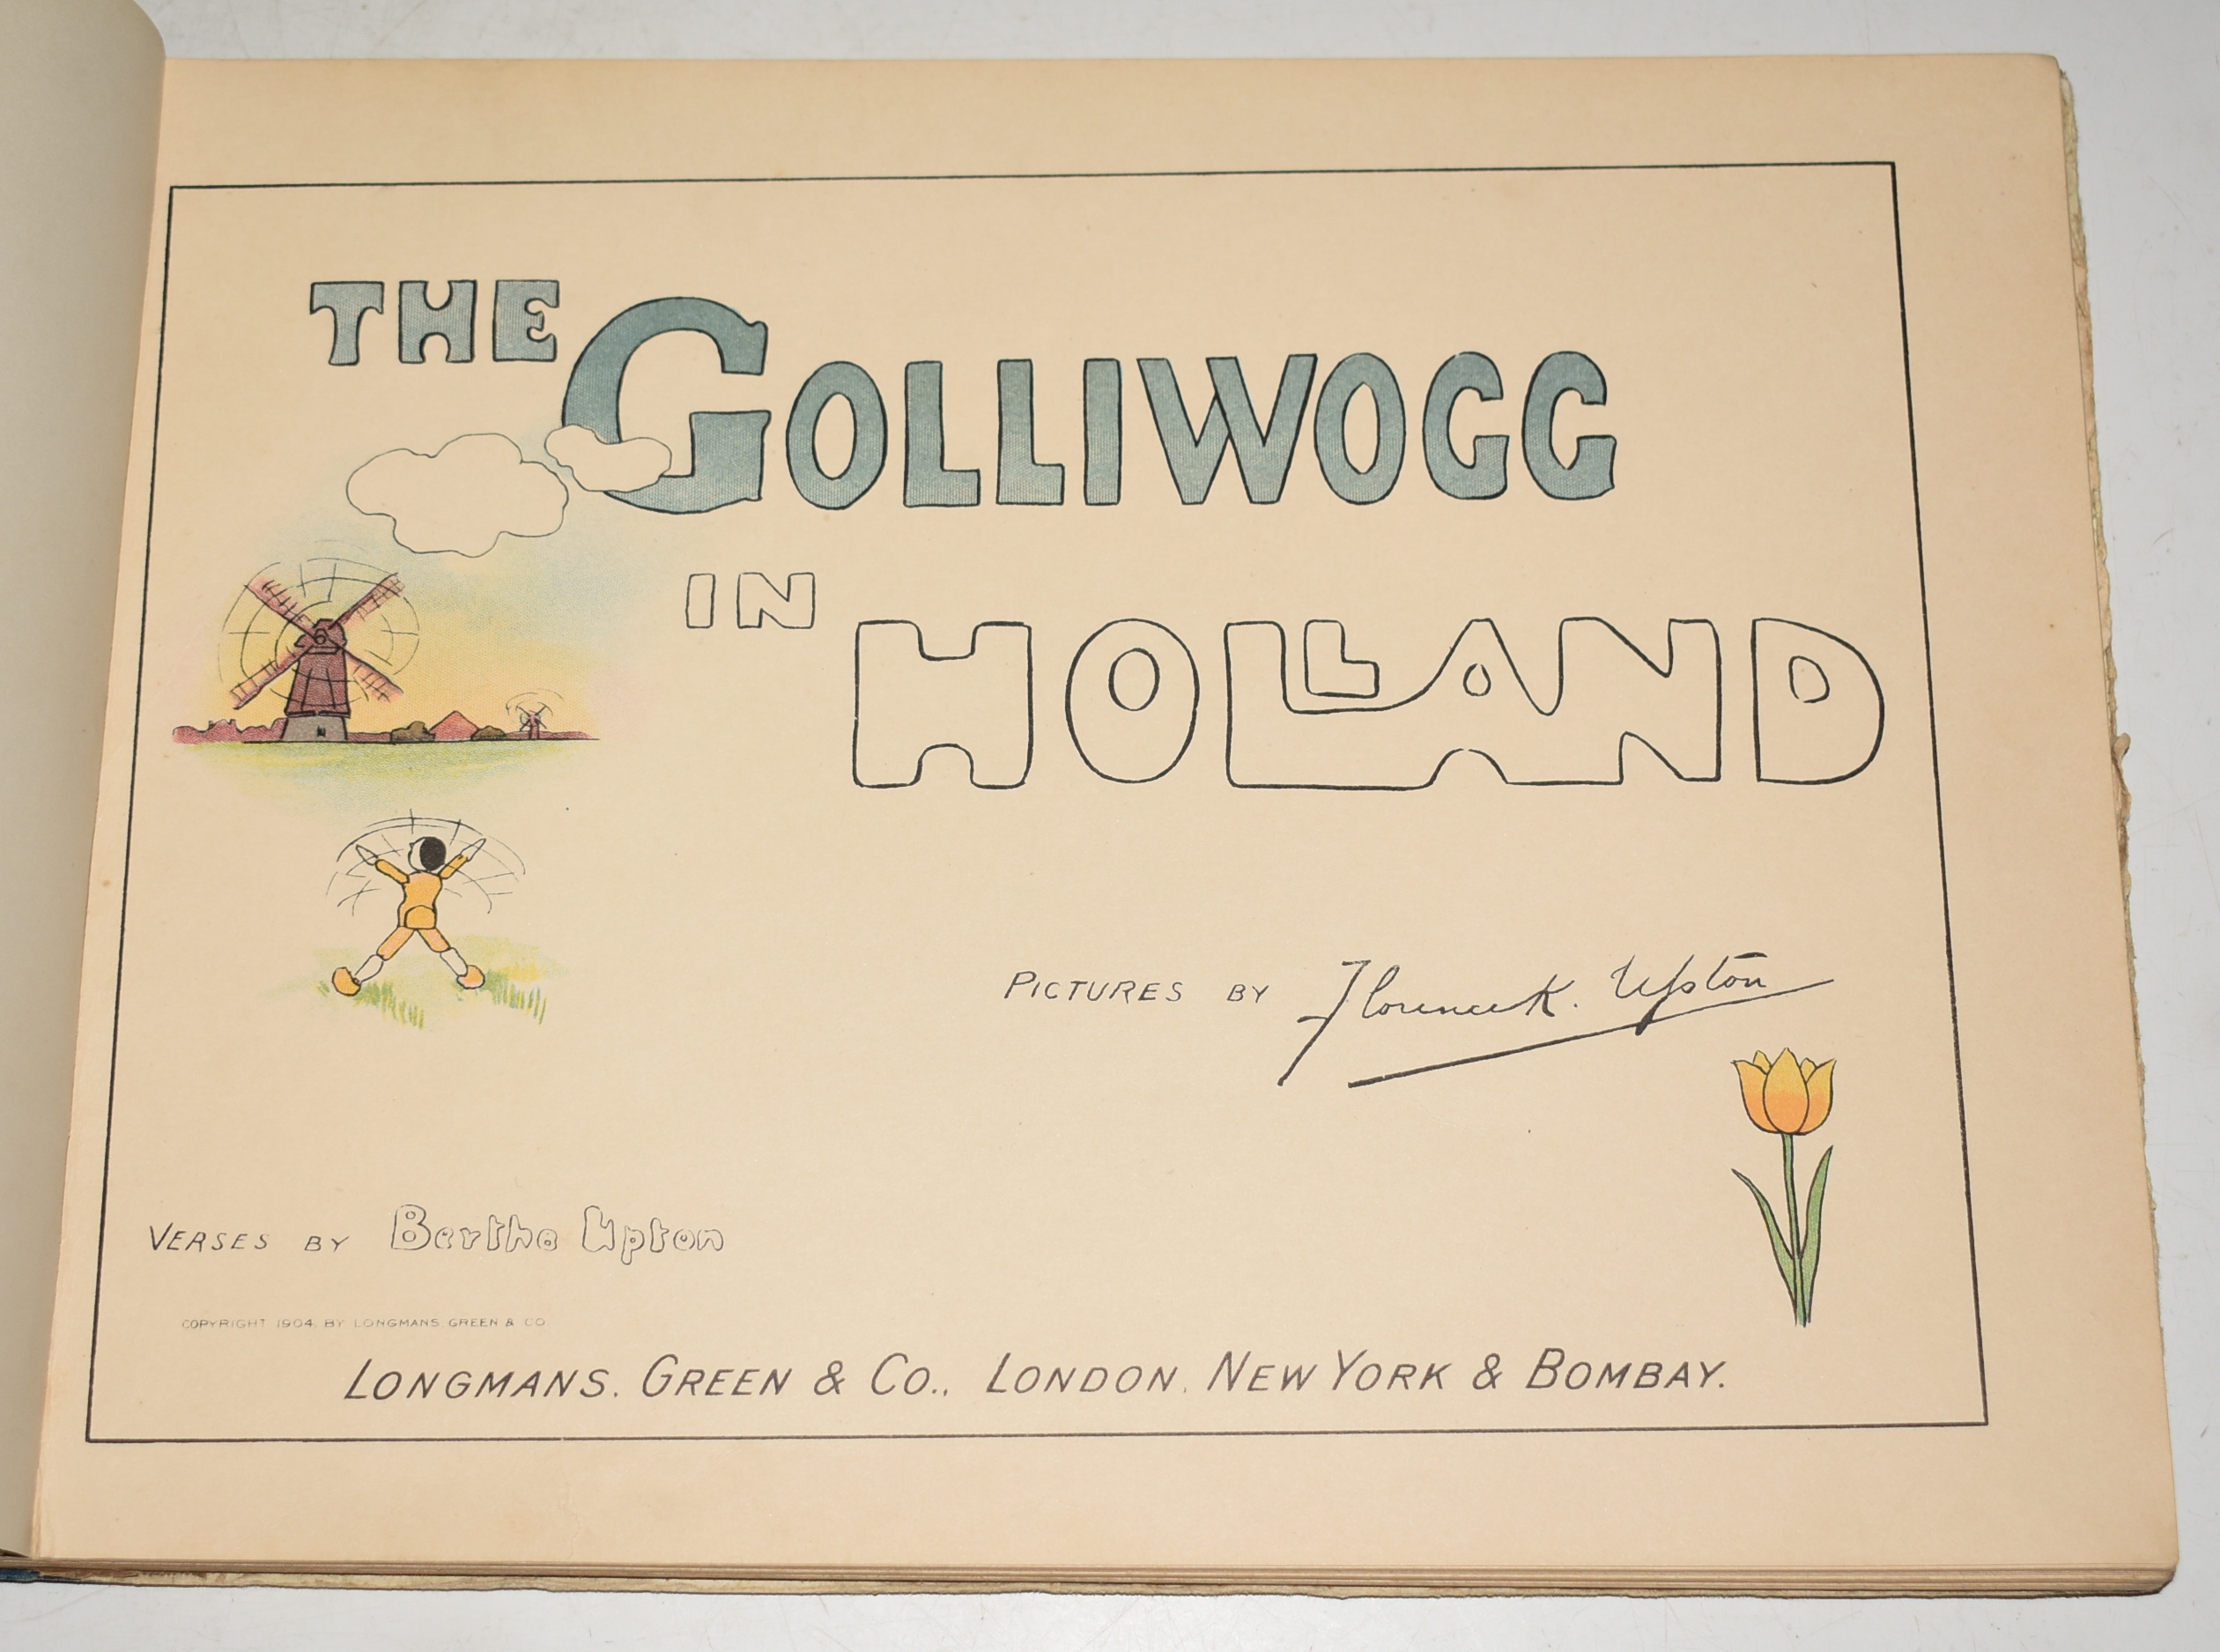 THE GOLLIWOGG
IN HOLLAND
PICTURES BY Florence K. Upton
VERSES BY Bertha Upton
COPYRIGHT 1904. BY LONGMANS. GREEN & CO.
LONGMANS. GREEN & CO., LONDON. NEW YORK & BOMBAY.